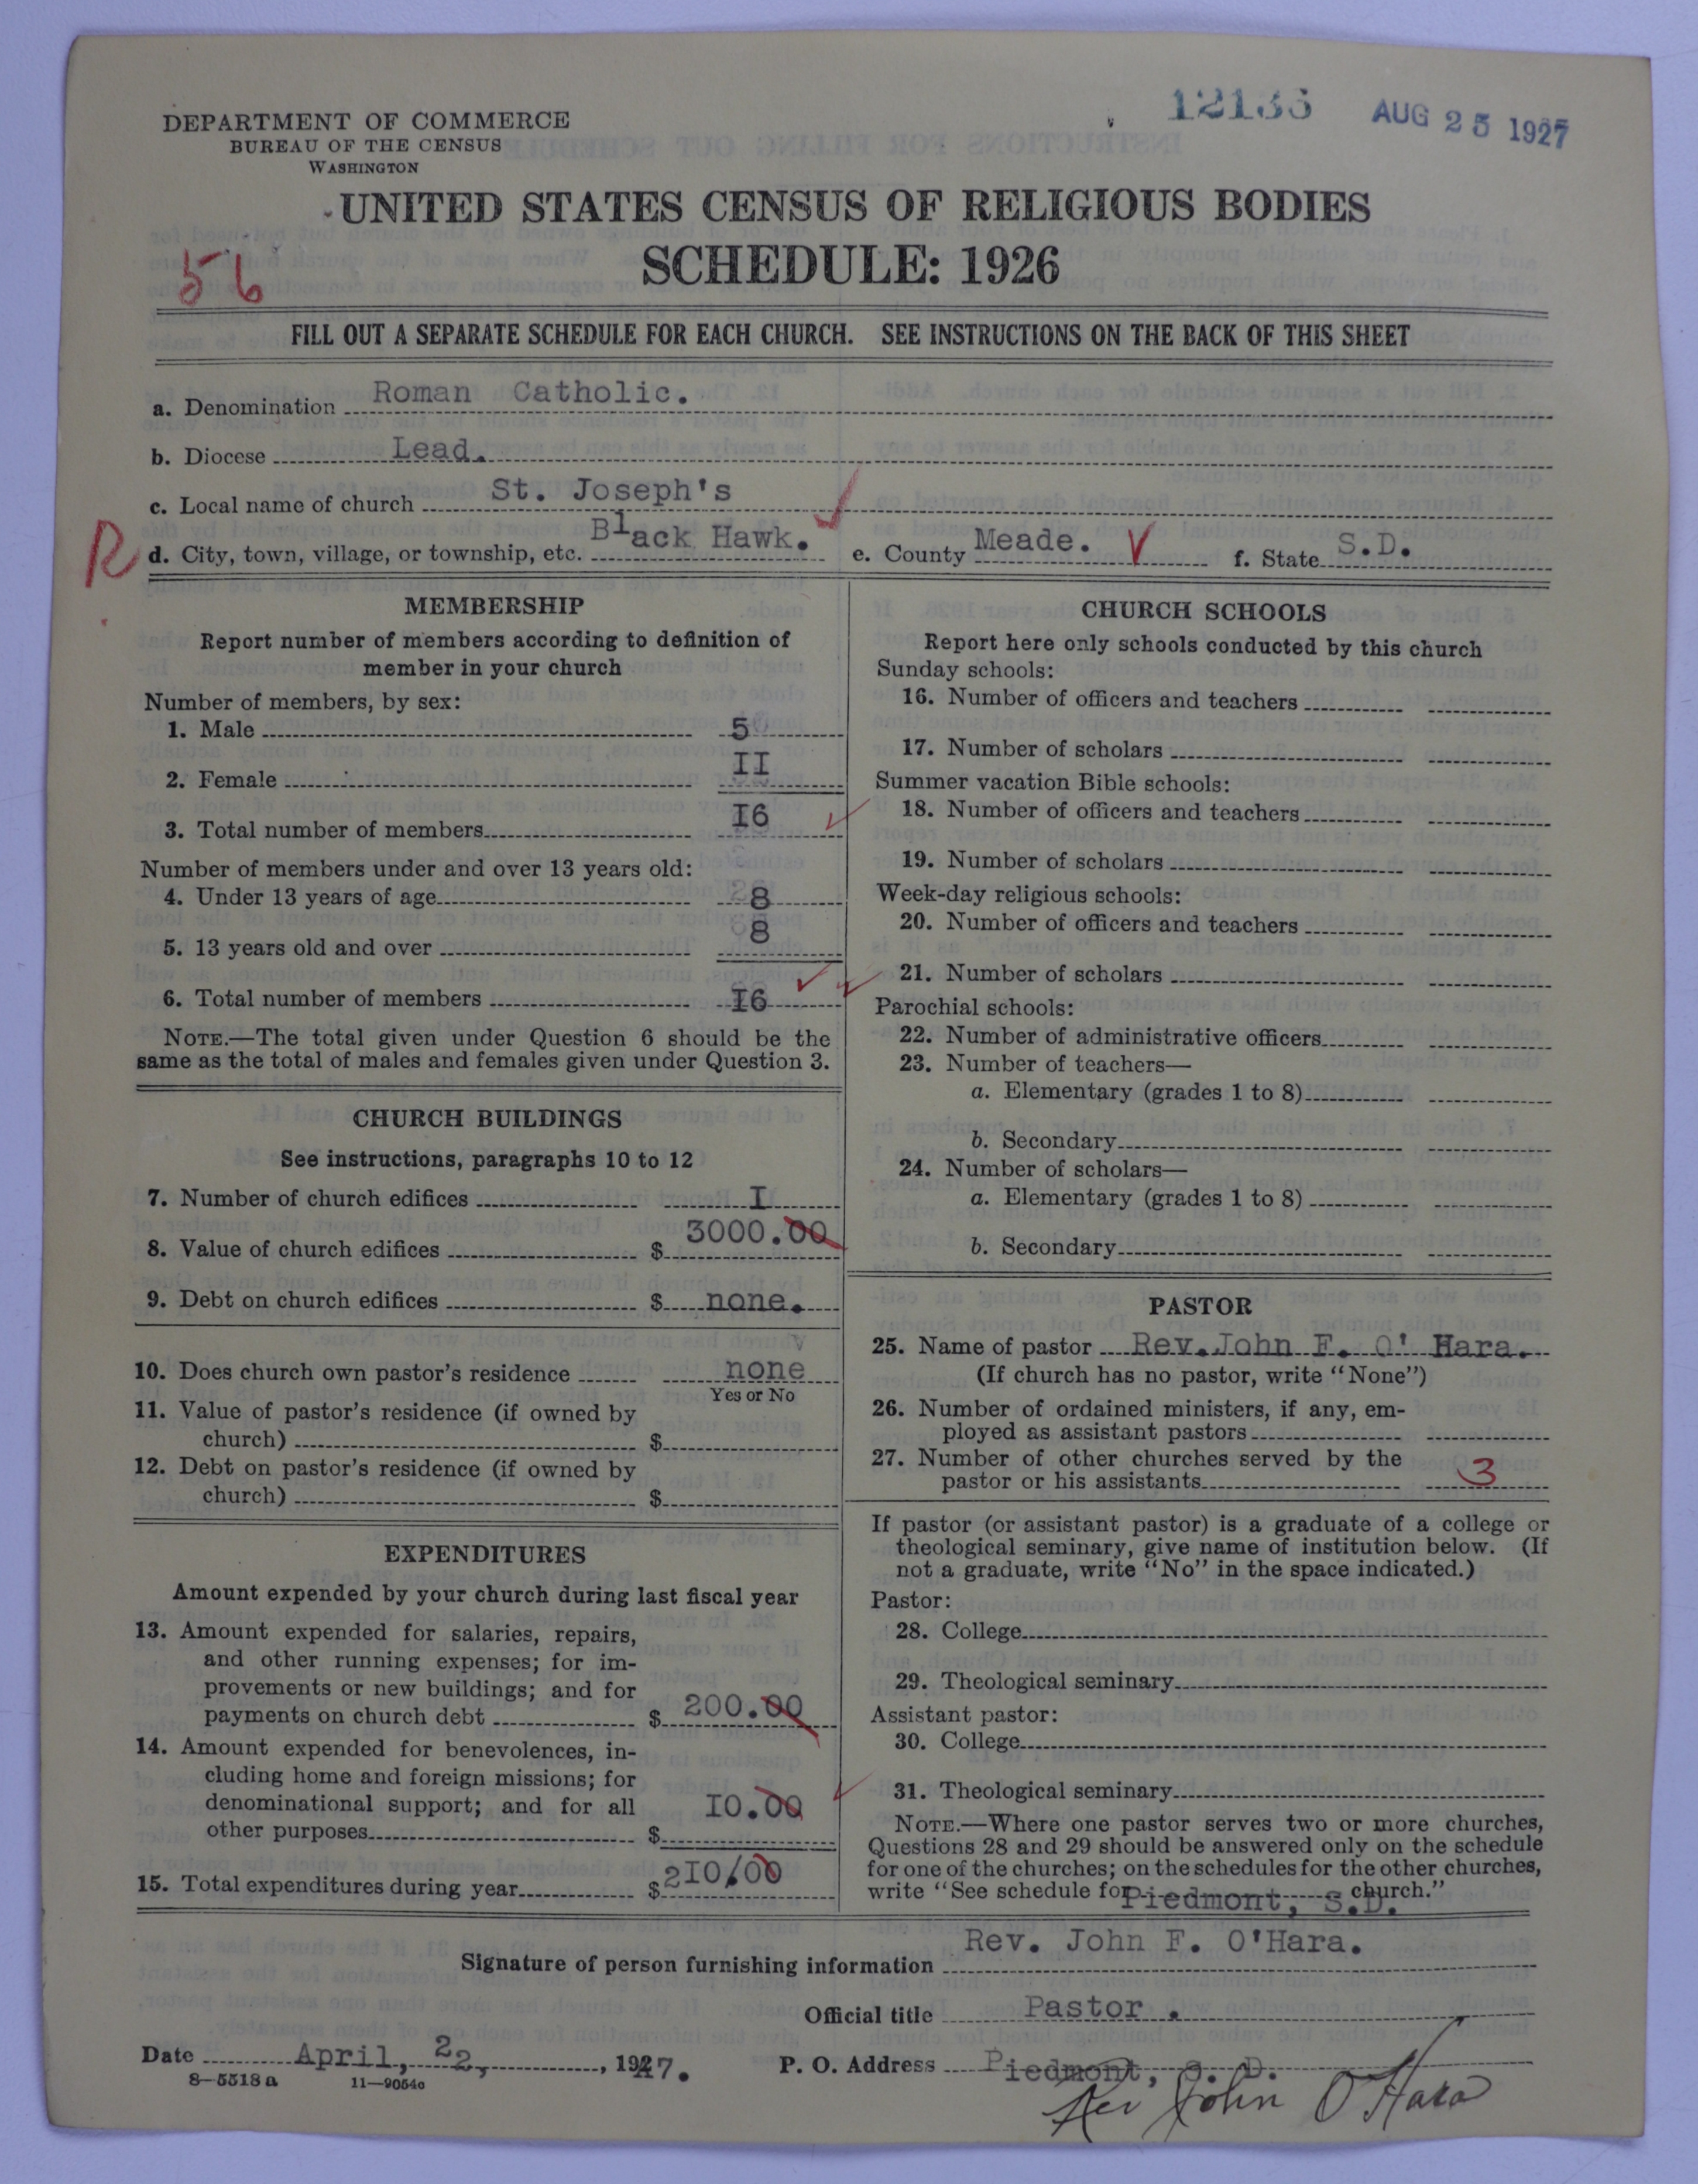 12133 AUG 25 1927
DEPARTMENT OF COMMERCE
BUREAU OF THE CENSUS
WASHINGTON
UNITED STATES CENSUS OF RELIGIOUS BODIES
SCHEDULE: 1926
56
FILL OUT A SEPARATE SCHEDULE FOR EACH CHURCH. SEE INSTRUCTIONS ON THE BACK OF THIS SHEET
a. Denomination Roman Catholic.
b. Diocese Lead.
c. Local name of church St. Joseph's
R d. City, town, village, or township, etc. Black Hawk. e. County Meade. f. State S.D.
MEMBERSHIP
Report number of members according to definition of
member in your church
Number of members, by sex:
1. Male 5
2. Female II
3. Total number of members I6
Number of members under and over 13 years old:
4. Under 13 years of age 8
5. 13 years old and over 8
6. Total number of members I6
NOTE.—The total given under Question 6 should be the
same as the total of males and females given under Question 3.
CHURCH BUILDINGS
See instructions, paragraphs 10 to 12
7. Number of church edifices I
8. Value of church edifices $ 3000.00
9. Debt on church edifices $ none.
10. Does church own pastor's residence none
Yes or No
11. Value of pastor's residence (if owned by
church) $
12. Debt on pastor's residence (if owned by
church) $
EXPENDITURES
Amount expended by your church during last fiscal year
13. Amount expended for salaries, repairs,
and other running expenses; for im-
provements or new buildings; and for
payments on church debt $ 200.00
14. Amount expended for benevolences, in-
cluding home and foreign missions; for
denominational support; and for all
other purposes $ I0.00
15. Total expenditures during year $ 2I0.00
CHURCH SCHOOLS
Report here only schools conducted by this church
Sunday schools:
16. Number of officers and teachers
17. Number of scholars
Summer vacation Bible schools:
18. Number of officers and teachers
19. Number of scholars
Week-day religious schools:
20. Number of officers and teachers
21. Number of scholars
Parochial schools:
22. Number of administrative officers
23. Number of teachers—
a. Elementary (grades 1 to 8)
b. Secondary
24. Number of scholars—
a. Elementary (grades 1 to 8)
b. Secondary
PASTOR
25. Name of pastor Rev. John F. O' Hara.
(If church has no pastor, write "None")
26. Number of ordained ministers, if any, em-
ployed as assistant pastors
27. Number of other churches served by the
pastor or his assistants 3
If pastor (or assistant pastor) is a graduate of a college or
theological seminary, give name of institution below. (If
not a graduate, write "No" in the space indicated.)
Pastor:
28. College
29. Theological seminary
Assistant pastor:
30. College
31. Theological seminary
NOTE.—Where one pastor serves two or more churches,
Questions 28 and 29 should be answered only on the schedule
for one of the churches; on the schedules for the other churches,
write "See schedule for Piedmont, S.D. church."
Signature of person furnishing information Rev. John F. O'Hara.
Official title Pastor .
Date April, 22, , 1927. P. O. Address Piedmont, S. D.
8—5518 a 11—9054c
Rev John O'Hara